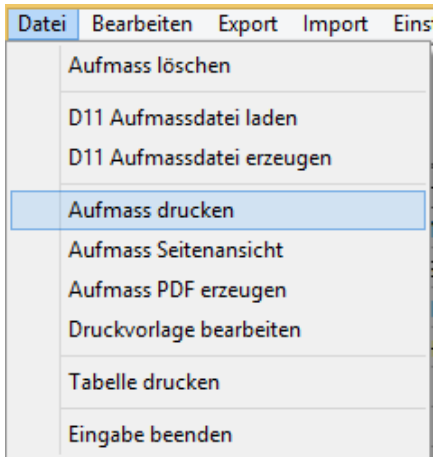 Datei Bearbeiten Export Import Eins
Aufmass löschen
D11 Aufmassdatei laden
D11 Aufmassdatei erzeugen
Aufmass drucken
Aufmass Seitenansicht
Aufmass PDF erzeugen
Druckvorlage bearbeiten
Tabelle drucken
Eingabe beenden